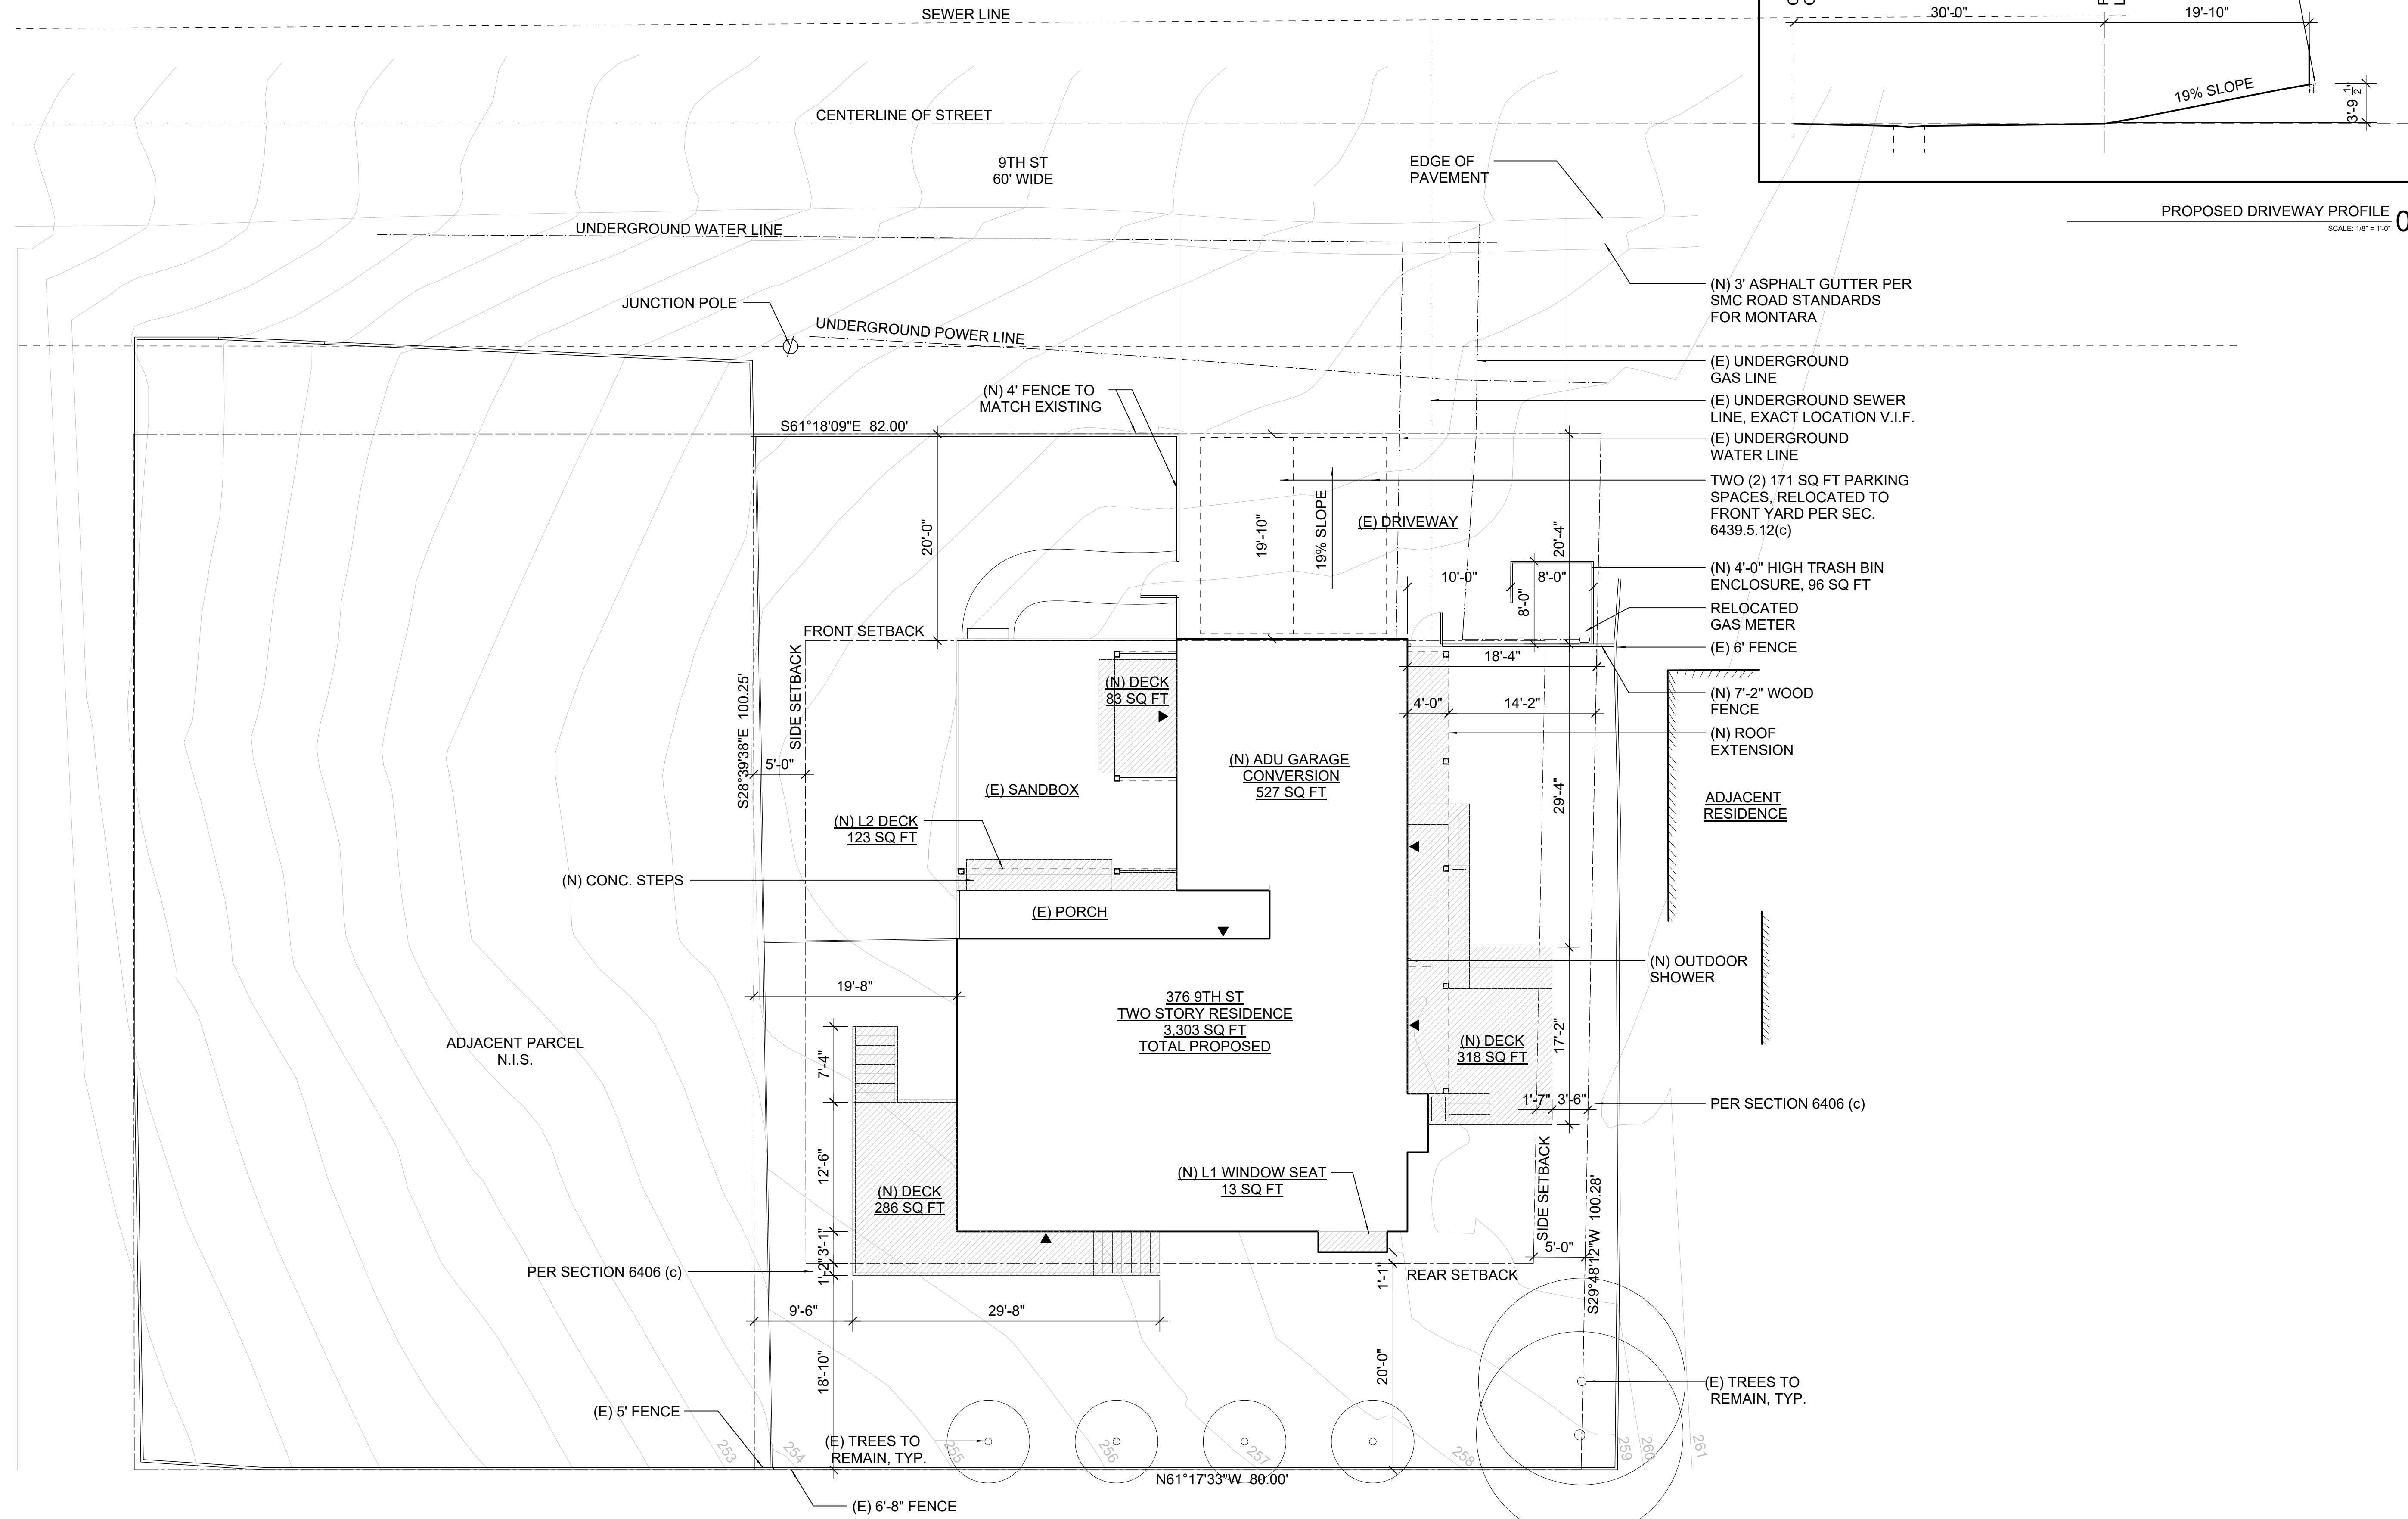 SEWER LINE
30'-0"
19'-10"
19% SLOPE
3'-9 1/2"
CENTERLINE OF STREET
9TH ST
60' WIDE
EDGE OF
PAVEMENT
PROPOSED DRIVEWAY PROFILE
SCALE: 1/8" = 1'-0"
UNDERGROUND WATER LINE
(N) 3' ASPHALT GUTTER PER
SMC ROAD STANDARDS
FOR MONTARA
JUNCTION POLE
UNDERGROUND POWER LINE
(E) UNDERGROUND
GAS LINE
(N) 4' FENCE TO
MATCH EXISTING
(E) UNDERGROUND SEWER
LINE, EXACT LOCATION V.I.F.
S61°18'09"E 82.00'
(E) UNDERGROUND
WATER LINE
TWO (2) 171 SQ FT PARKING
SPACES, RELOCATED TO
FRONT YARD PER SEC.
6439.5.12(c)
20'-0"
19'-10"
19% SLOPE
(E) DRIVEWAY
20'-4"
(N) 4'-0" HIGH TRASH BIN
ENCLOSURE, 96 SQ FT
10'-0"
8'-0"
8'-0"
RELOCATED
GAS METER
FRONT SETBACK
(E) 6' FENCE
18'-4"
SIDE SETBACK
S28°39'38"E 100.25'
(N) DECK
83 SQ FT
4'-0"
14'-2"
(N) 7'-2" WOOD
FENCE
(N) ROOF
EXTENSION
5'-0"
(N) ADU GARAGE
CONVERSION
527 SQ FT
(E) SANDBOX
29'-4"
ADJACENT
RESIDENCE
(N) L2 DECK
123 SQ FT
(N) CONC. STEPS
(E) PORCH
(N) OUTDOOR
SHOWER
19'-8"
376 9TH ST
TWO STORY RESIDENCE
3,303 SQ FT
TOTAL PROPOSED
ADJACENT PARCEL
N.I.S.
7'-4"
(N) DECK
318 SQ FT
17'-2"
1'-7"
3'-6"
PER SECTION 6406 (c)
12'-6"
(N) DECK
286 SQ FT
(N) L1 WINDOW SEAT
13 SQ FT
SIDE SETBACK
S29°48'12"W 100.28'
3'-1"
1'-2"
5'-0"
PER SECTION 6406 (c)
1'-1"
REAR SETBACK
9'-6"
29'-8"
18'-10"
20'-0"
(E) TREES TO
REMAIN, TYP.
(E) 5' FENCE
(E) TREES TO
REMAIN, TYP.
253
254
255
256
257
258
259
260
261
N61°17'33"W 80.00'
(E) 6'-8" FENCE